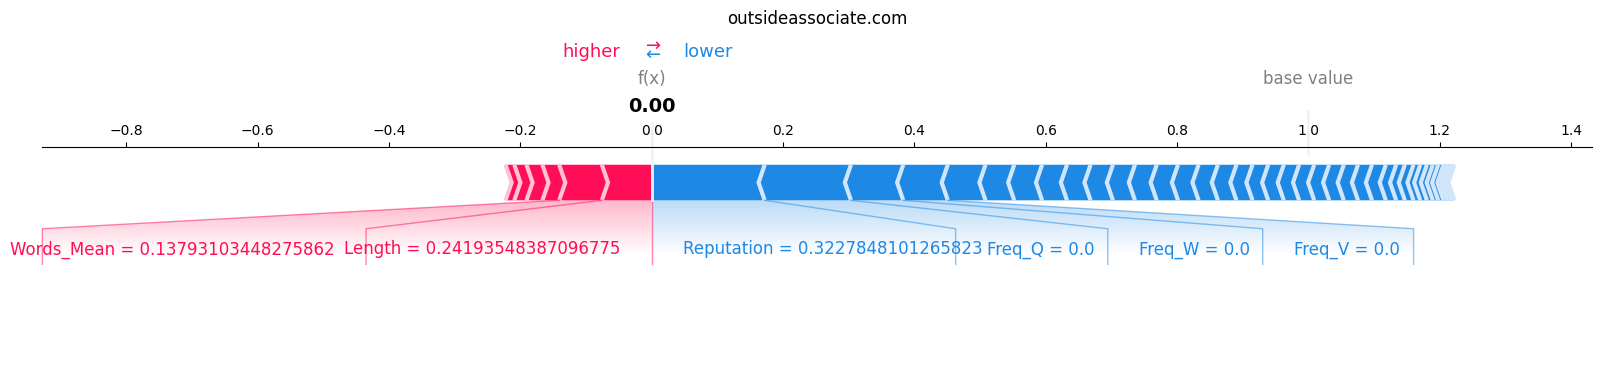 outsideassociate.com
higher ⇄ lower
f(x) base value
0.00
−0.8 −0.6 −0.4 −0.2 0.0 0.2 0.4 0.6 0.8 1.0 1.2 1.4
Words_Mean = 0.13793103448275862 Length = 0.24193548387096775 Reputation = 0.3227848101265823 Freq_Q = 0.0 Freq_W = 0.0 Freq_V = 0.0